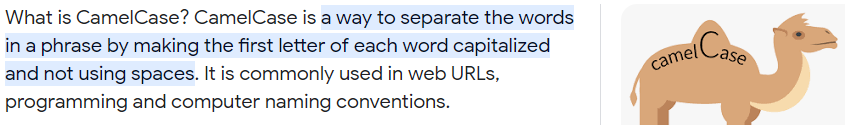 What is CamelCase? CamelCase is a way to separate the words
in a phrase by making the first letter of each word capitalized
and not using spaces. It is commonly used in web URLs,
programming and computer naming conventions.
camelCase